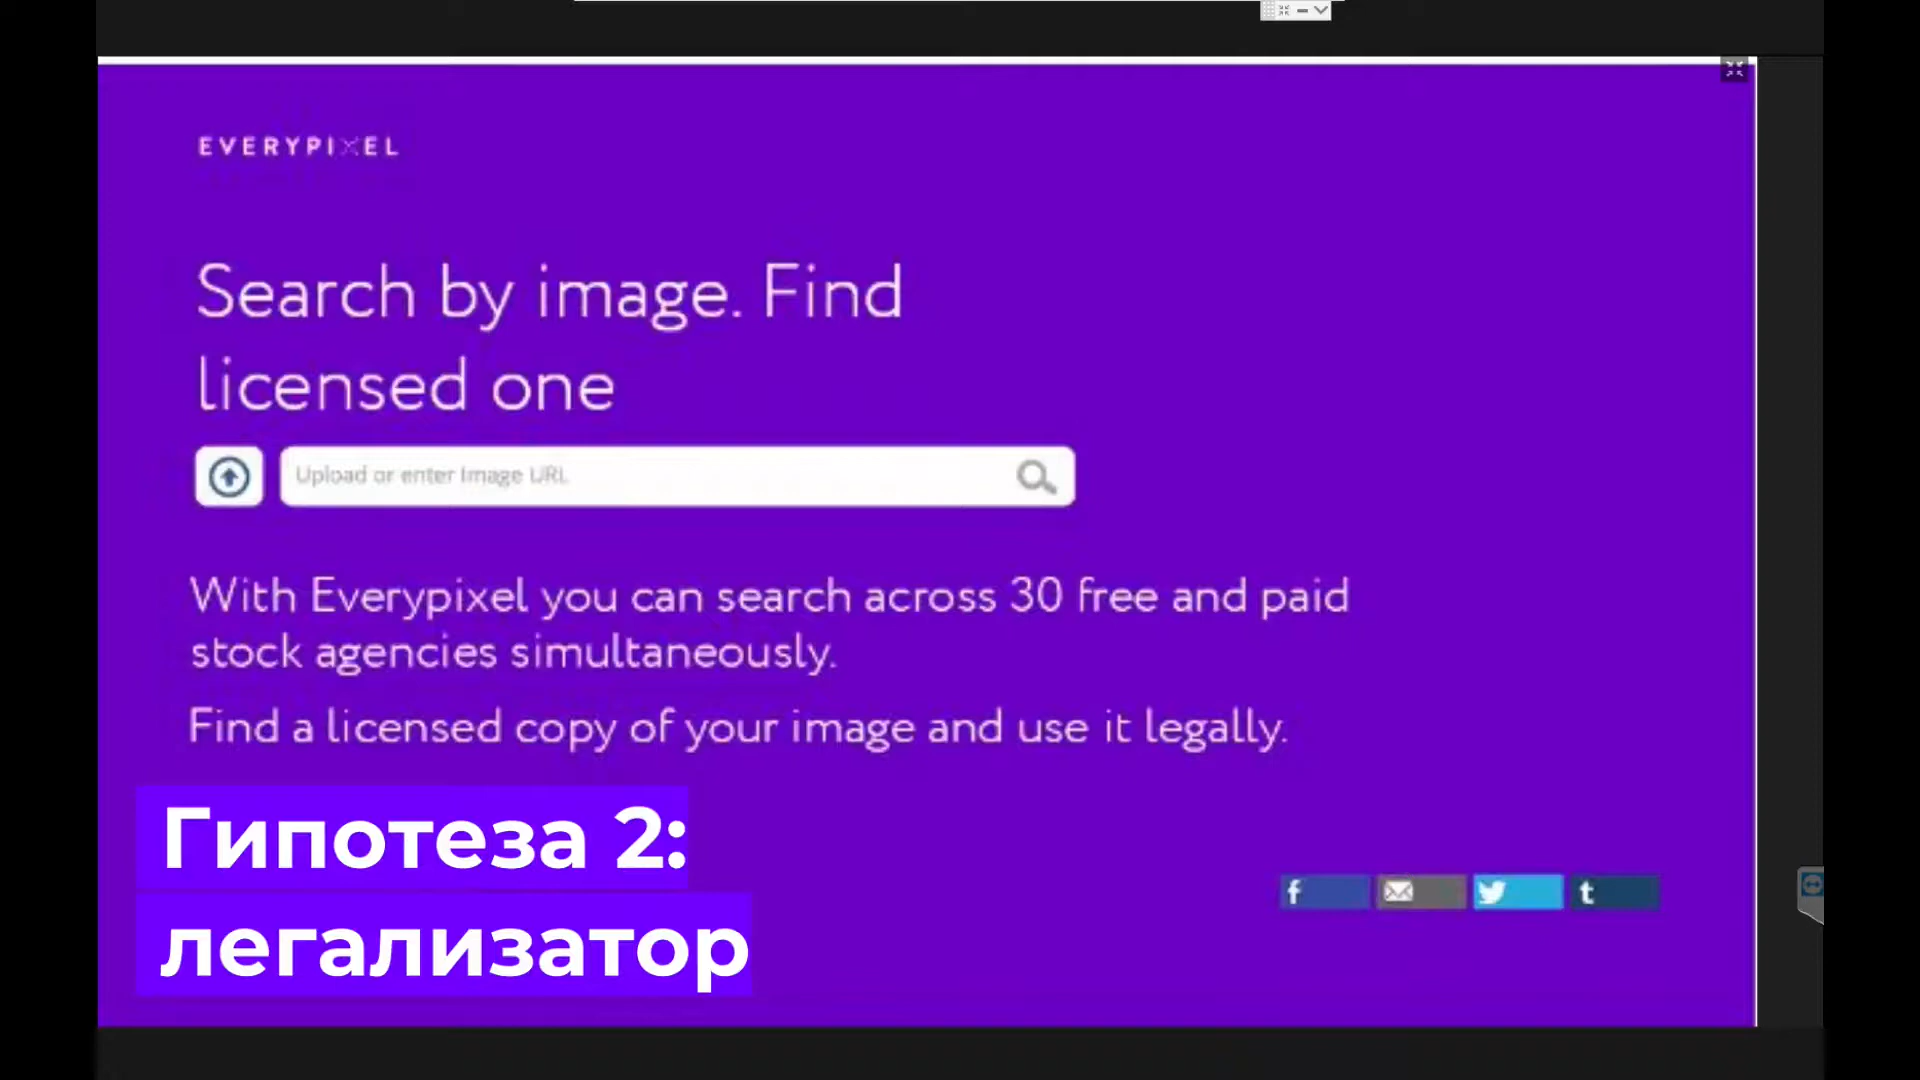 EVERYPIXEL
Search by image. Find
licensed one
Upload or enter Image URL
With Everypixel you can search across 30 free and paid
stock agencies simultaneously.
Find a licensed copy of your image and use it legally.
Гипотеза 2:
легализатор
f
t